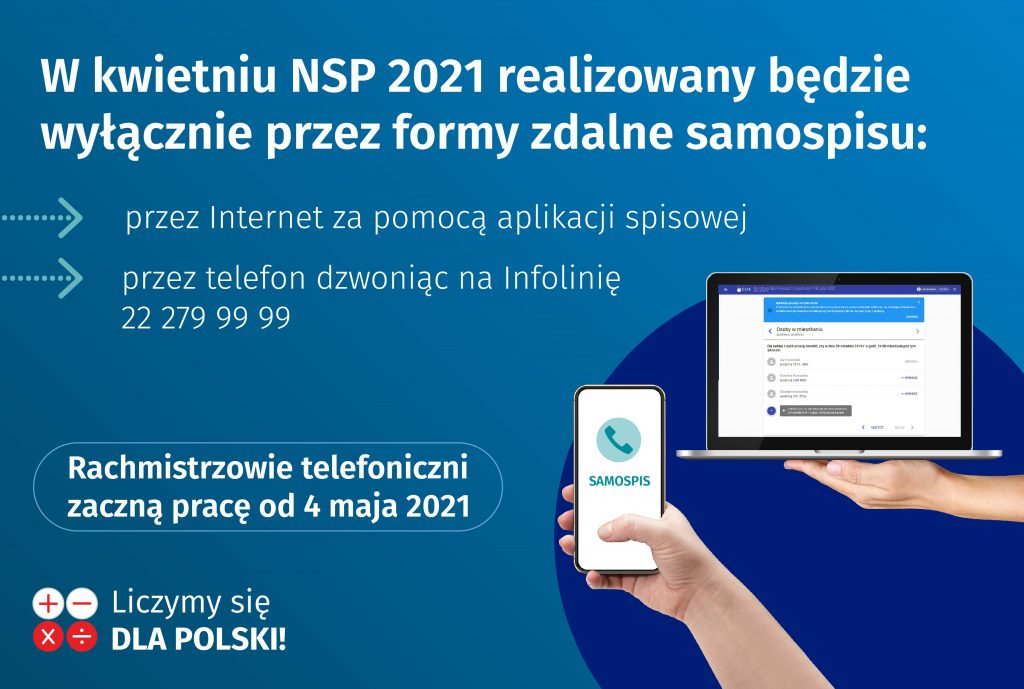 W kwietniu NSP 2021 realizowany będzie
wyłącznie przez formy zdalne samospisu:
przez Internet za pomocą aplikacji spisowej
przez telefon dzwoniąc na Infolinię
22 279 99 99
Osoby w mieszkaniu
SAMOSPIS
Rachmistrzowie telefoniczni
zaczną pracę od 4 maja 2021
Liczymy się
DLA POLSKI!